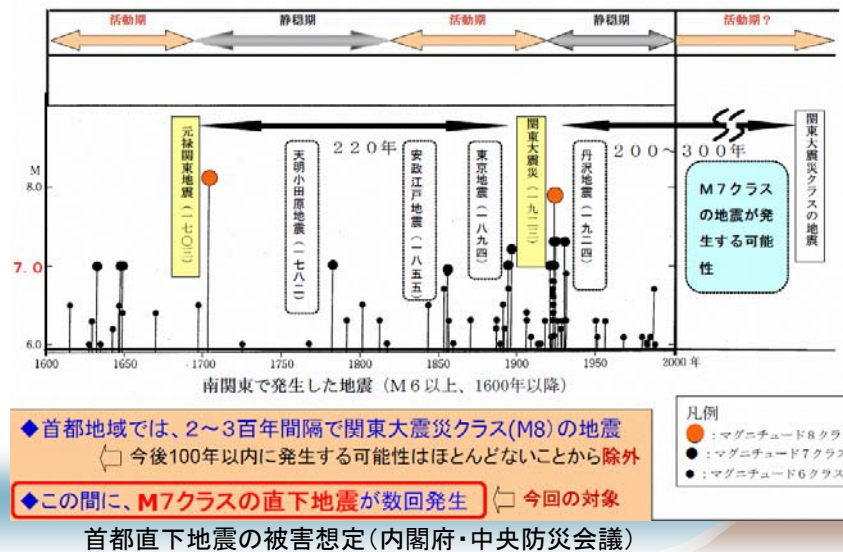 活動期
静穏期
活動期
静穏期
活動期?
元禄関東地震(一七〇三)
220年
関東大震災(一九二三)
200~300年
関東大震災クラスの地震
天明小田原地震(一七八二)
安政江戸地震(一八五五)
東京地震(一八九四)
丹沢地震(一九二四)
M7クラス
の地震が発
生する可能
性
M
8.0
7.0
6.0
1600 1650 1700 1750 1800 1850 1900 1950 2000 年
南関東で発生した地震(M6以上、1600年以降)
◆首都地域では、2~3百年間隔で関東大震災クラス(M8)の地震
今後100年以内に発生する可能性はほとんどないことから除外
◆この間に、M7クラスの直下地震が数回発生 今回の対象
凡例
:マグニチュード8クラ
:マグニチュード7クラス
:マグニチュード6クラス
首都直下地震の被害想定(内閣府・中央防災会議)